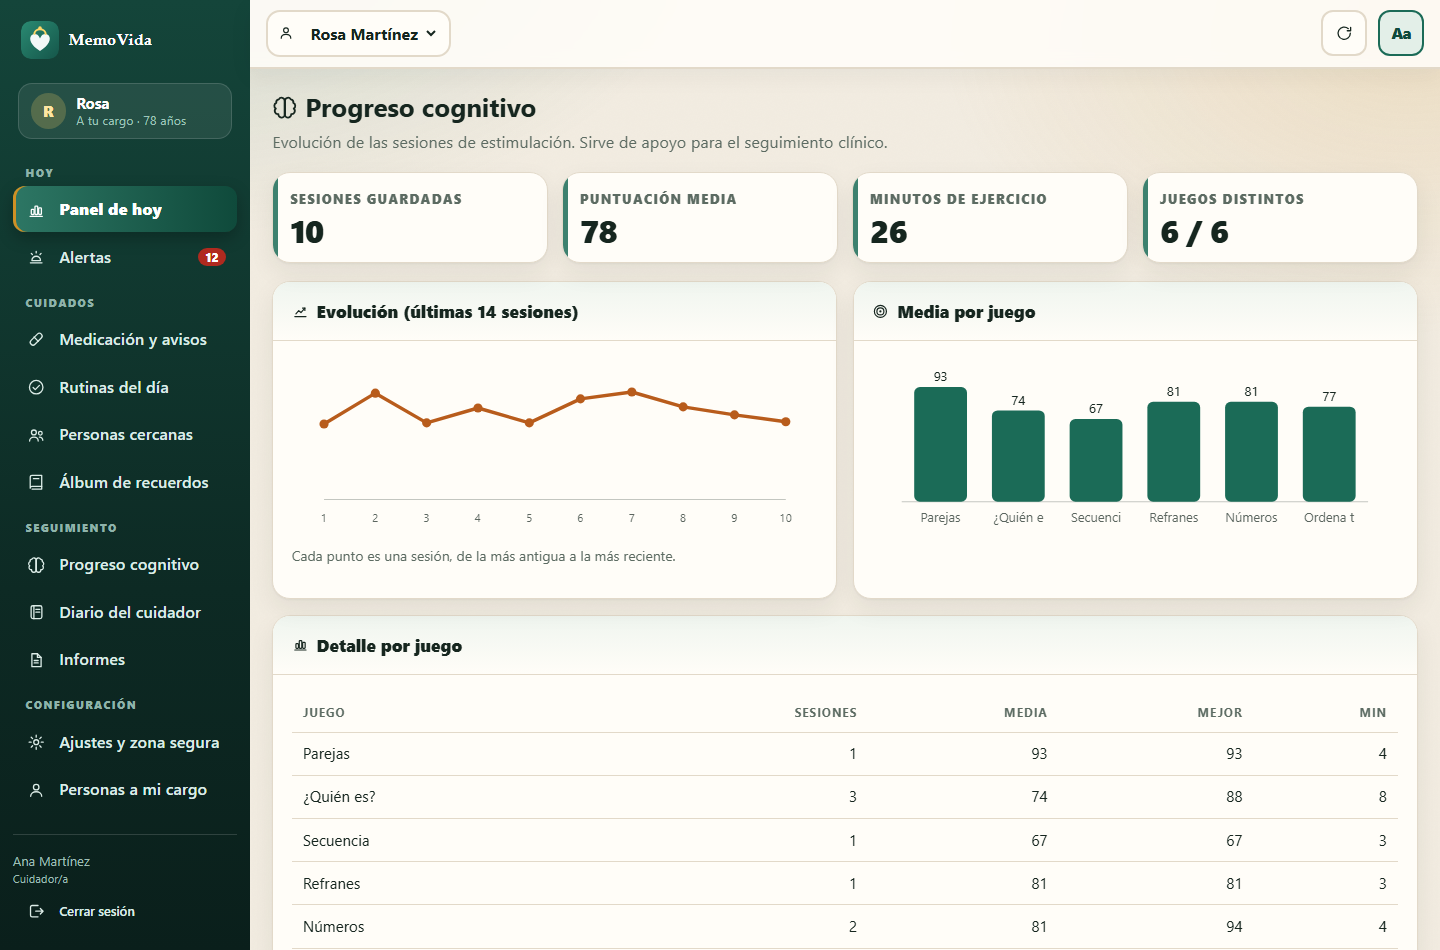 MemoVida
R
Rosa
A tu cargo · 78 años
HOY
Panel de hoy
Alertas
12
CUIDADOS
Medicación y avisos
Rutinas del día
Personas cercanas
Álbum de recuerdos
SEGUIMIENTO
Progreso cognitivo
Diario del cuidador
Informes
CONFIGURACIÓN
Ajustes y zona segura
Personas a mi cargo
Ana Martínez
Cuidador/a
Cerrar sesión
Rosa Martínez
Aa
Progreso cognitivo
Evolución de las sesiones de estimulación. Sirve de apoyo para el seguimiento clínico.
SESIONES GUARDADAS
10
PUNTUACIÓN MEDIA
78
MINUTOS DE EJERCICIO
26
JUEGOS DISTINTOS
6 / 6
Evolución (últimas 14 sesiones)
1 2 3 4 5 6 7 8 9 10
Cada punto es una sesión, de la más antigua a la más reciente.
Media por juego
93 74 67 81 81 77
Parejas ¿Quién e Secuenci Refranes Números Ordena t
Detalle por juego
JUEGO SESIONES MEDIA MEJOR MIN
Parejas 1 93 93 4
¿Quién es? 3 74 88 8
Secuencia 1 67 67 3
Refranes 1 81 81 3
Números 2 81 94 4